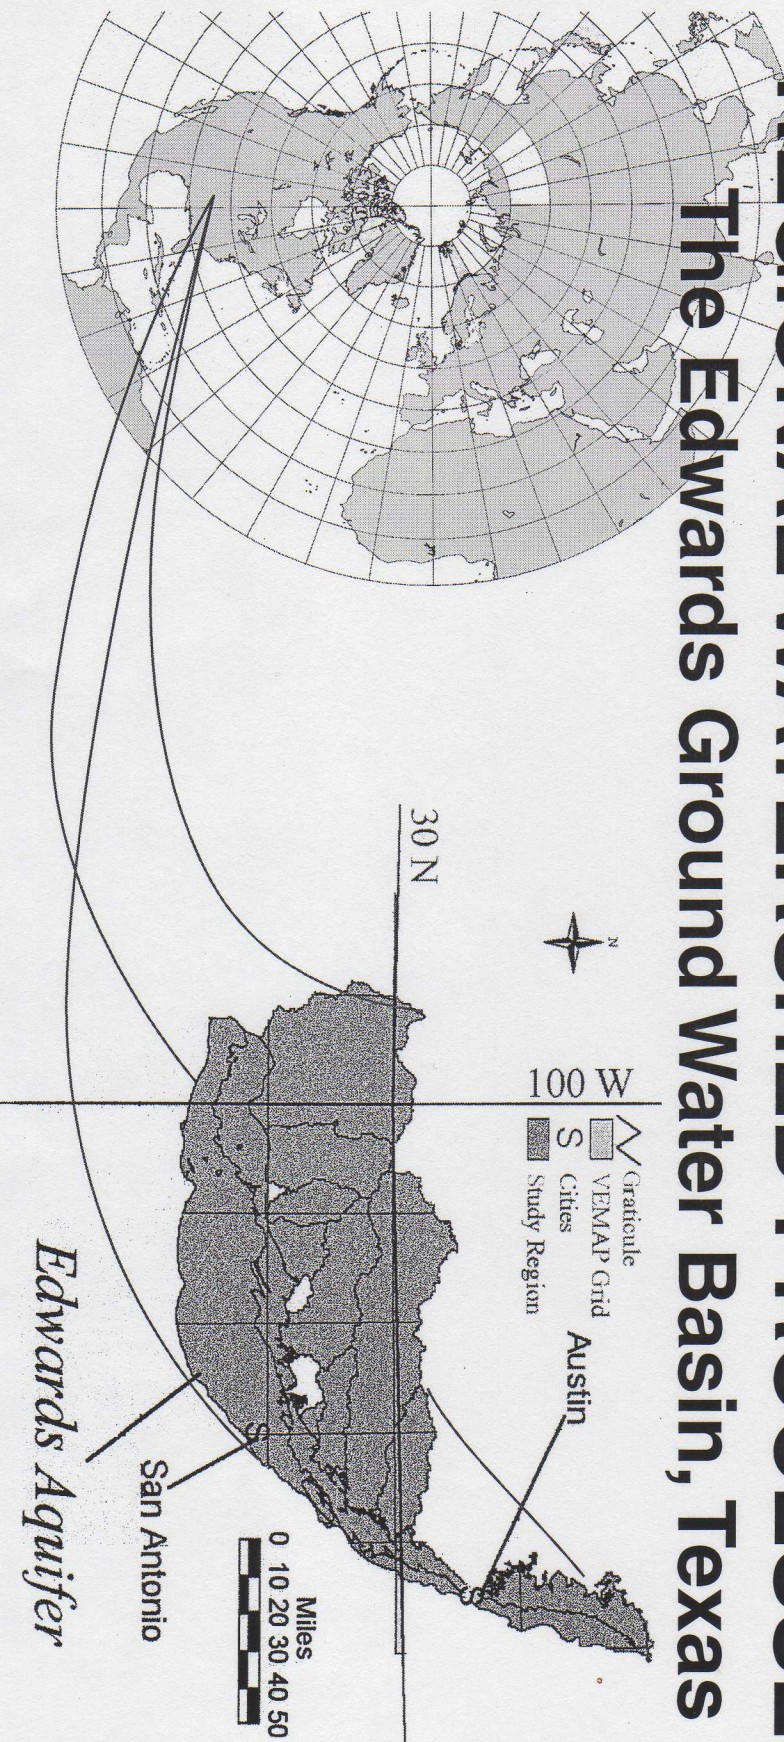 The Edwards Ground Water Basin, Texas
30 N
N
100 W
Graticule
VEMAP Grid
S Cities
Study Region
Austin
S
S
San Antonio
Edwards Aquifer
Miles
0 10 20 30 40 50